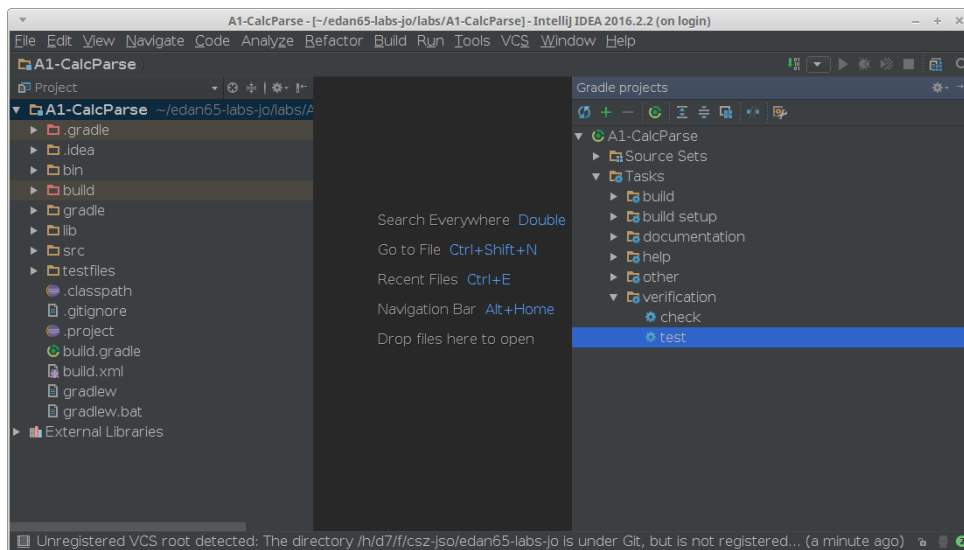 A1-CalcParse - [~/edan65-labs-jo/labs/A1-CalcParse] - IntelliJ IDEA 2016.2.2 (on login)
File Edit View Navigate Code Analyze Refactor Build Run Tools VCS Window Help
A1-CalcParse
Project
A1-CalcParse ~/edan65-labs-jo/labs/A
.gradle
.idea
bin
build
gradle
lib
src
testfiles
.classpath
.gitignore
.project
build.gradle
build.xml
gradlew
gradlew.bat
External Libraries
Search Everywhere Double
Go to File Ctrl+Shift+N
Recent Files Ctrl+E
Navigation Bar Alt+Home
Drop files here to open
Gradle projects
A1-CalcParse
Source Sets
Tasks
build
build setup
documentation
help
other
verification
check
test
Unregistered VCS root detected: The directory /h/d7/f/csz-jso/edan65-labs-jo is under Git, but is not registered... (a minute ago) 2